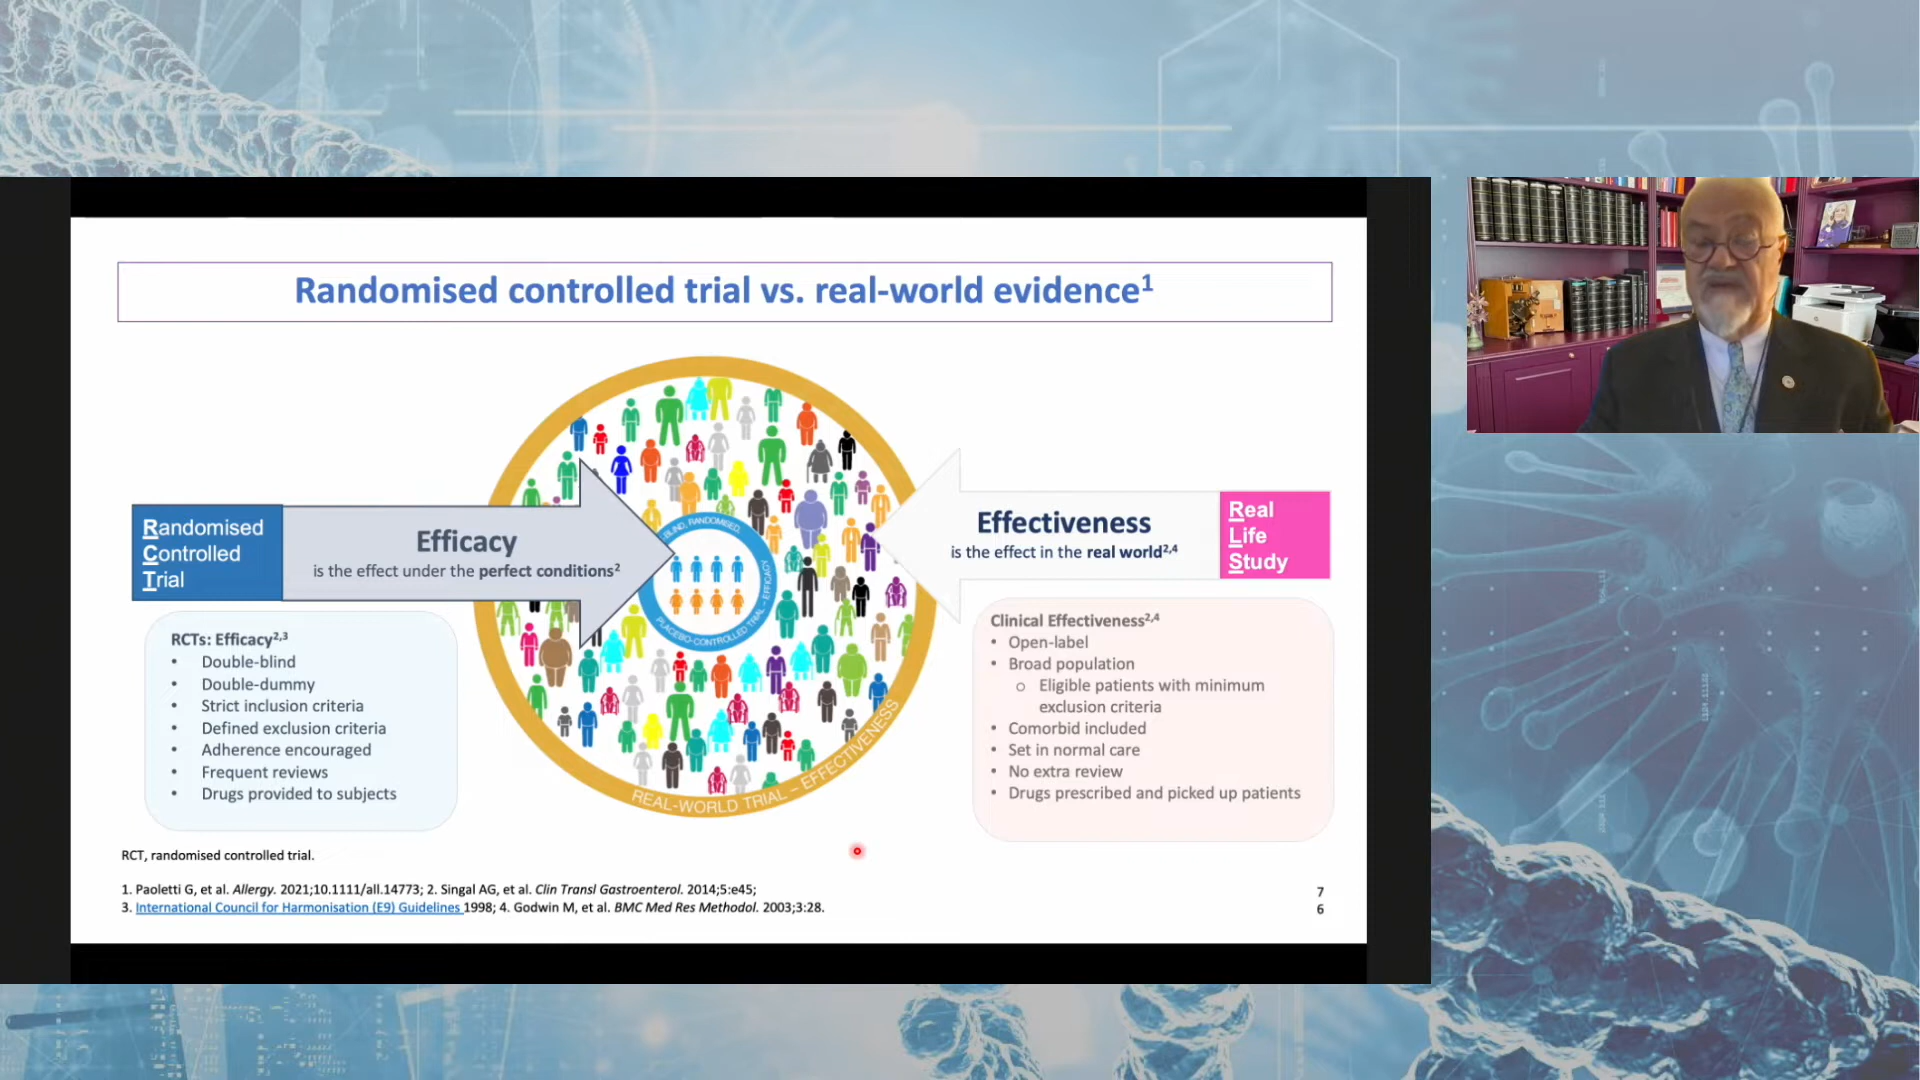 Randomised controlled trial vs. real-world evidence1
Randomised
Controlled
Trial
Efficacy
is the effect under the perfect conditions2
BLIND, RANDOMISED,
PLACEBO-CONTROLLED TRIAL – EFFICACY
REAL-WORLD TRIAL – EFFECTIVENESS
Effectiveness
is the effect in the real world2,4
Real
Life
Study
RCTs: Efficacy2,3
• Double-blind
• Double-dummy
• Strict inclusion criteria
• Defined exclusion criteria
• Adherence encouraged
• Frequent reviews
• Drugs provided to subjects
Clinical Effectiveness2,4
• Open-label
• Broad population
o Eligible patients with minimum
exclusion criteria
• Comorbid included
• Set in normal care
• No extra review
• Drugs prescribed and picked up patients
RCT, randomised controlled trial.
1. Paoletti G, et al. Allergy. 2021;10.1111/all.14773; 2. Singal AG, et al. Clin Transl Gastroenterol. 2014;5:e45;
3. International Council for Harmonisation (E9) Guidelines 1998; 4. Godwin M, et al. BMC Med Res Methodol. 2003;3:28.
7
6